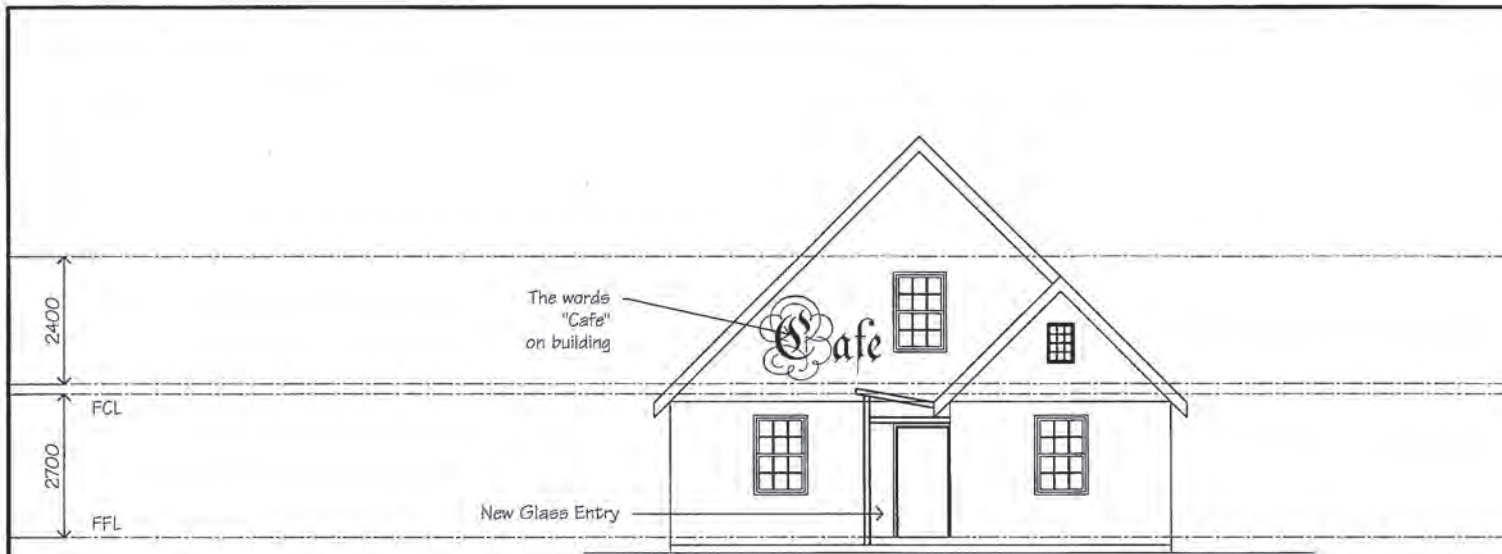 2400
The words
"Cafe"
on building
Cafe
FCL
2700
New Glass Entry
FFL